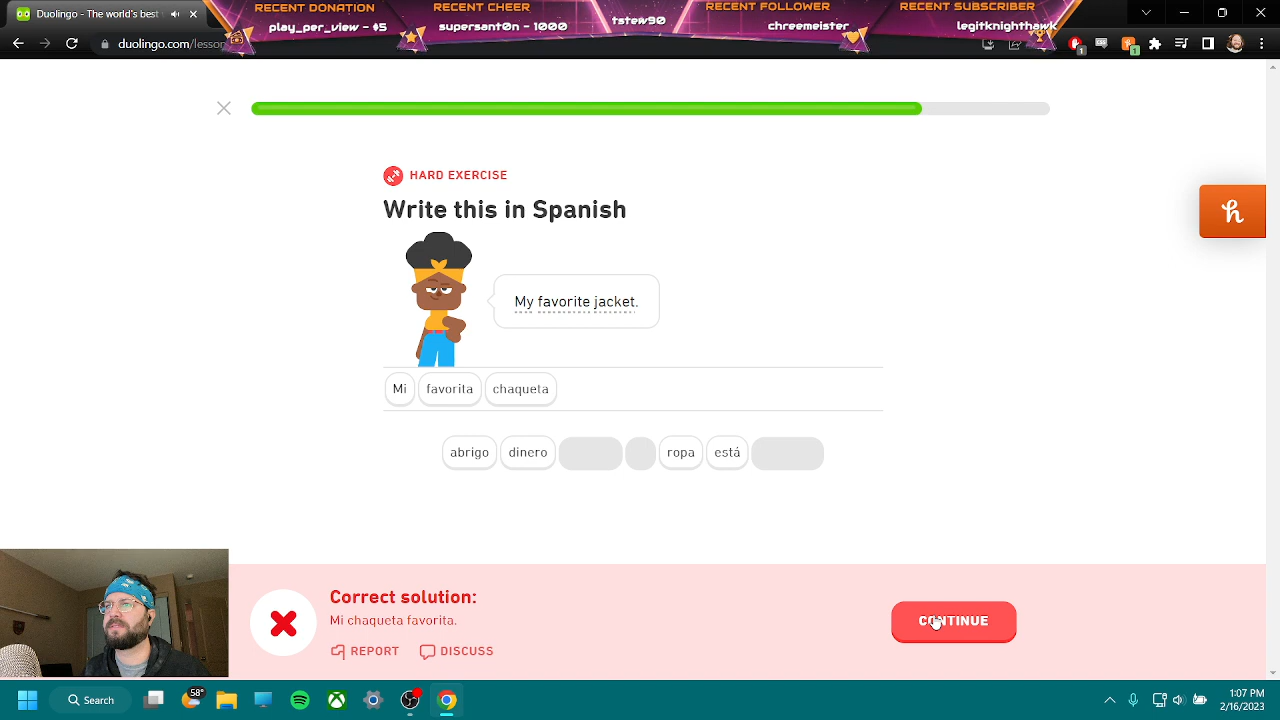 RECENT DONATION
play_per_view - $5
RECENT CHEER
supersant0n - 1000
tstew90
RECENT FOLLOWER
chreemeister
RECENT SUBSCRIBER
legitknighthawk
Duolingo - The world's best
duolingo.com/lesson
1
1
HARD EXERCISE
Write this in Spanish
My favorite jacket.
Mi favorita chaqueta
abrigo dinero ropa está
Correct solution:
Mi chaqueta favorita.
REPORT DISCUSS
CONTINUE
Search
58°
1:07 PM
2/16/2023